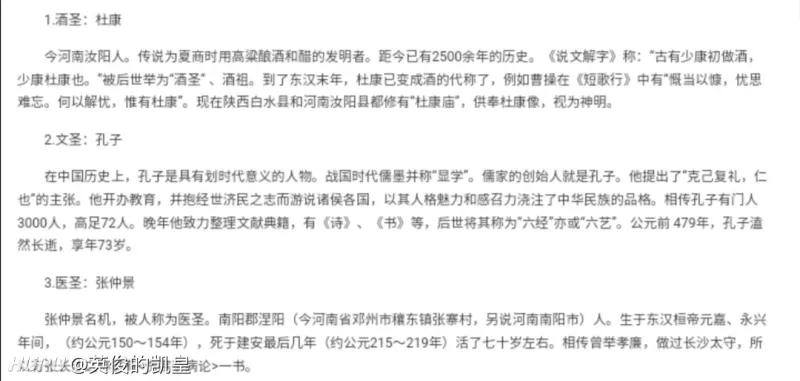 1.酒圣：杜康
今河南汝阳人。传说为夏商时用高粱酿酒和醋的发明者。距今已有2500余年的历史。《说文解字》称：“古有少康初做酒，
少康杜康也。”被后世举为“酒圣”、酒祖。到了东汉末年，杜康已变成酒的代称了，例如曹操在《短歌行》中有“慨当以慷，忧思
难忘。何以解忧，惟有杜康”。现在陕西白水县和河南汝阳县都修有“杜康庙”，供奉杜康像，视为神明。
2.文圣：孔子
在中国历史上，孔子是具有划时代意义的人物。战国时代儒墨并称“显学”。儒家的创始人就是孔子。他提出了“克己复礼，仁
也”的主张。他开办教育，并抱经世济民之志而游说诸侯各国，以其人格魅力和感召力浇注了中华民族的品格。相传孔子有门人
3000人，高足72人。晚年他致力整理文献典籍，有《诗》、《书》等，后世将其称为“六经”亦或“六艺”。公元前 479年，孔子溘
然长逝，享年73岁。
3.医圣：张仲景
张仲景名机，被人称为医圣。南阳郡涅阳（今河南省邓州市穰东镇张寨村，另说河南南阳市）人。生于东汉桓帝元嘉、永兴
年间，（约公元150～154年），死于建安最后几年（约公元215～219年）活了七十岁左右。相传曾举孝廉，做过长沙太守，所
@英俊的凯皇
病论>一书。